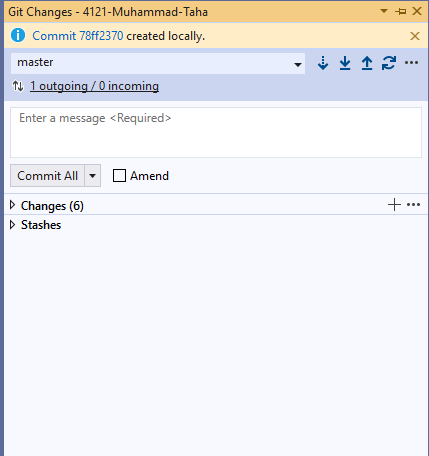 Git Changes - 4121-Muhammad-Taha
Commit 78ff2370 created locally.
master
1 outgoing / 0 incoming
Enter a message <Required>
Commit All
Amend
Changes (6)
Stashes